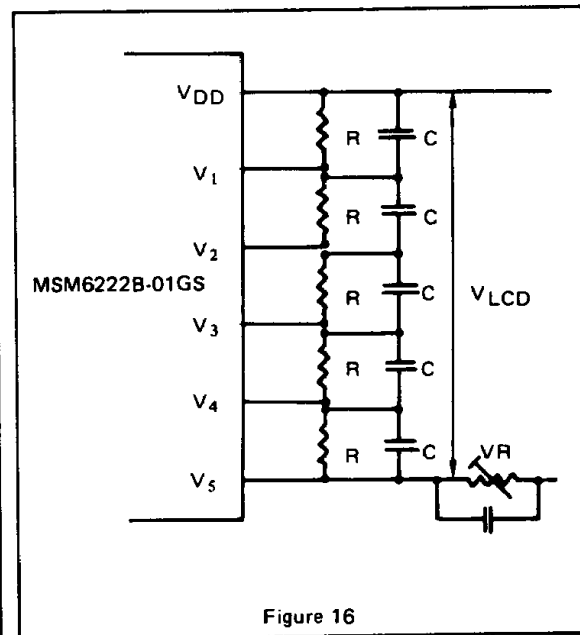 VDD
R C
V1
R C
V2
MSM6222B-01GS
R C
VLCD
V3
R C
V4
R C
VR
V5
Figure 16